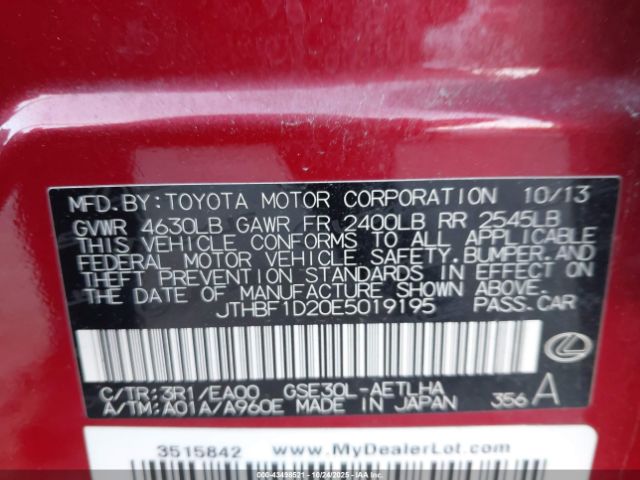 MFD.BY:TOYOTA MOTOR CORPORATION 10/13
GVWR 4630LB GAWR FR 2400LB RR 2545LB
THIS VEHICLE CONFORMS TO ALL APPLICABLE
FEDERAL MOTOR VEHICLE SAFETY,BUMPER,AND
THEFT PREVENTION STANDARDS IN EFFECT ON
THE DATE OF MANUFACTURE SHOWN ABOVE.
JTHBF1D20E5019195 PASS.CAR
C/TR:3R1/EA00 GSE30L-AETLHA
A/TM:A01A/A960E MADE IN JAPAN 356 A
3515842 www.MyDealerLot.com
000-43498521 - 10/24/2025 - IAA Inc.